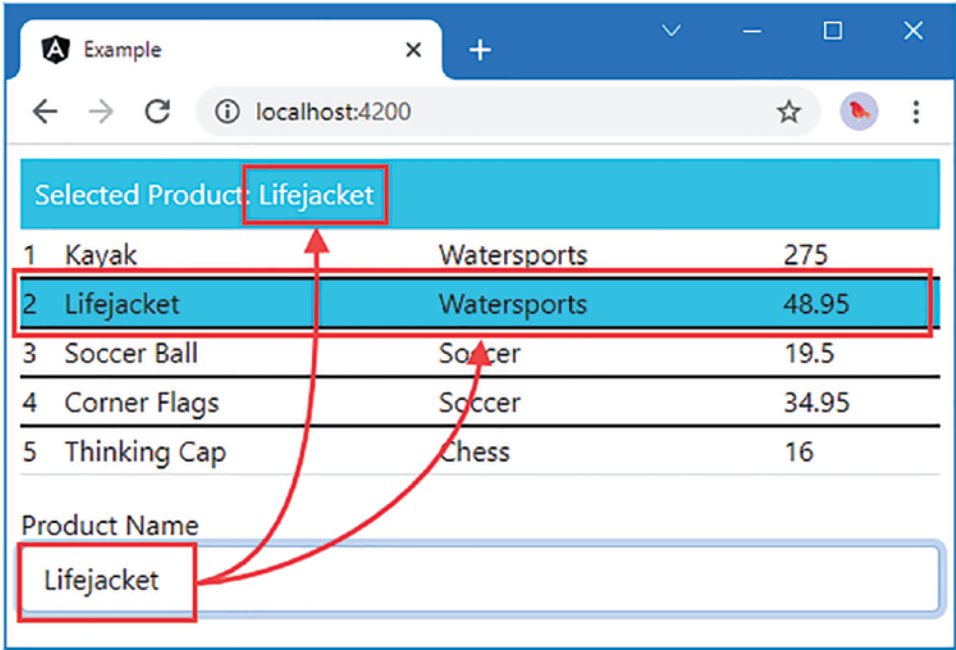 Example
localhost:4200
Selected Product: Lifejacket
1 Kayak Watersports 275
2 Lifejacket Watersports 48.95
3 Soccer Ball Soccer 19.5
4 Corner Flags Soccer 34.95
5 Thinking Cap Chess 16
Product Name
Lifejacket